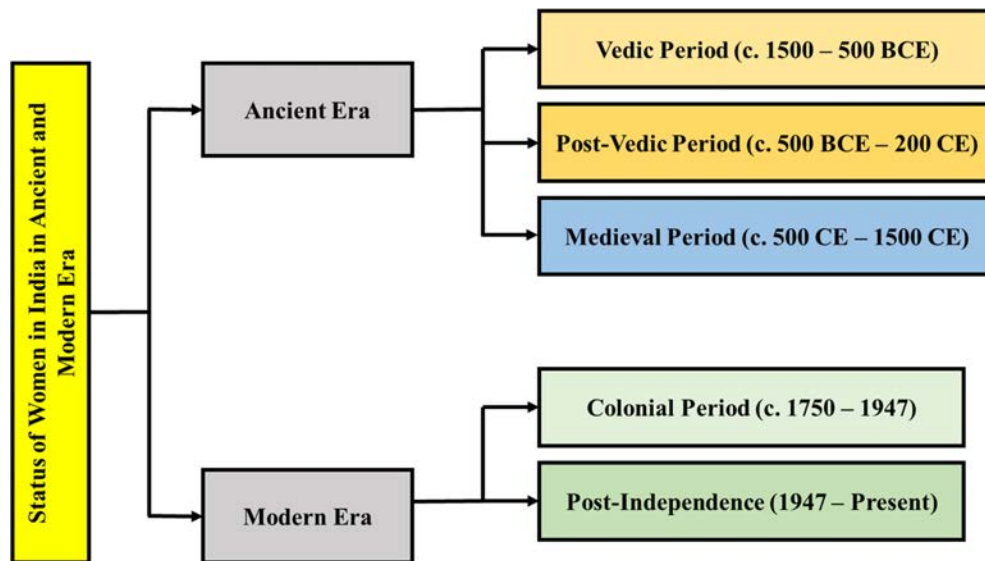 Status of Women in India in Ancient and
Modern Era
Ancient Era
Vedic Period (c. 1500 – 500 BCE)
Post-Vedic Period (c. 500 BCE – 200 CE)
Medieval Period (c. 500 CE – 1500 CE)
Modern Era
Colonial Period (c. 1750 – 1947)
Post-Independence (1947 – Present)